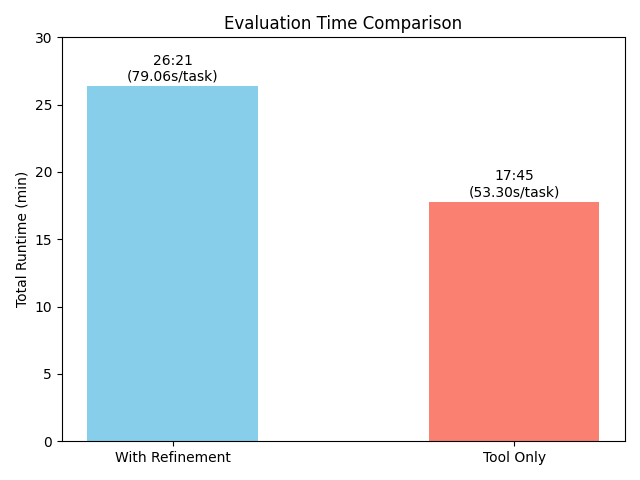 Evaluation Time Comparison
30
25
20
15
10
5
0
Total Runtime (min)
26:21
(79.06s/task)
17:45
(53.30s/task)
With Refinement
Tool Only